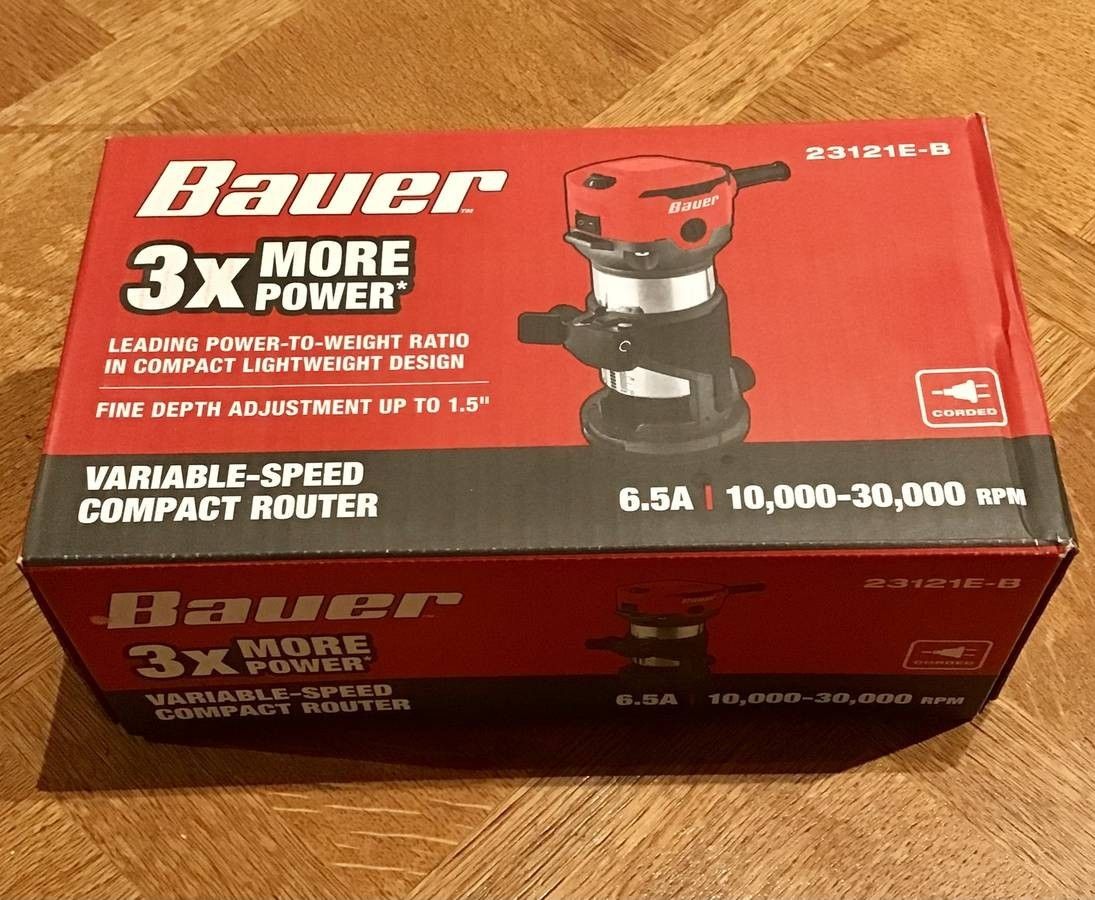 Bauer™
23121E-B
Bauer
3x MORE POWER*
LEADING POWER-TO-WEIGHT RATIO
IN COMPACT LIGHTWEIGHT DESIGN
FINE DEPTH ADJUSTMENT UP TO 1.5"
CORDED
VARIABLE-SPEED
COMPACT ROUTER
6.5A | 10,000-30,000 RPM
Bauer™
23121E-B
3x MORE POWER*
CORDED
VARIABLE-SPEED
COMPACT ROUTER
6.5A | 10,000-30,000 RPM